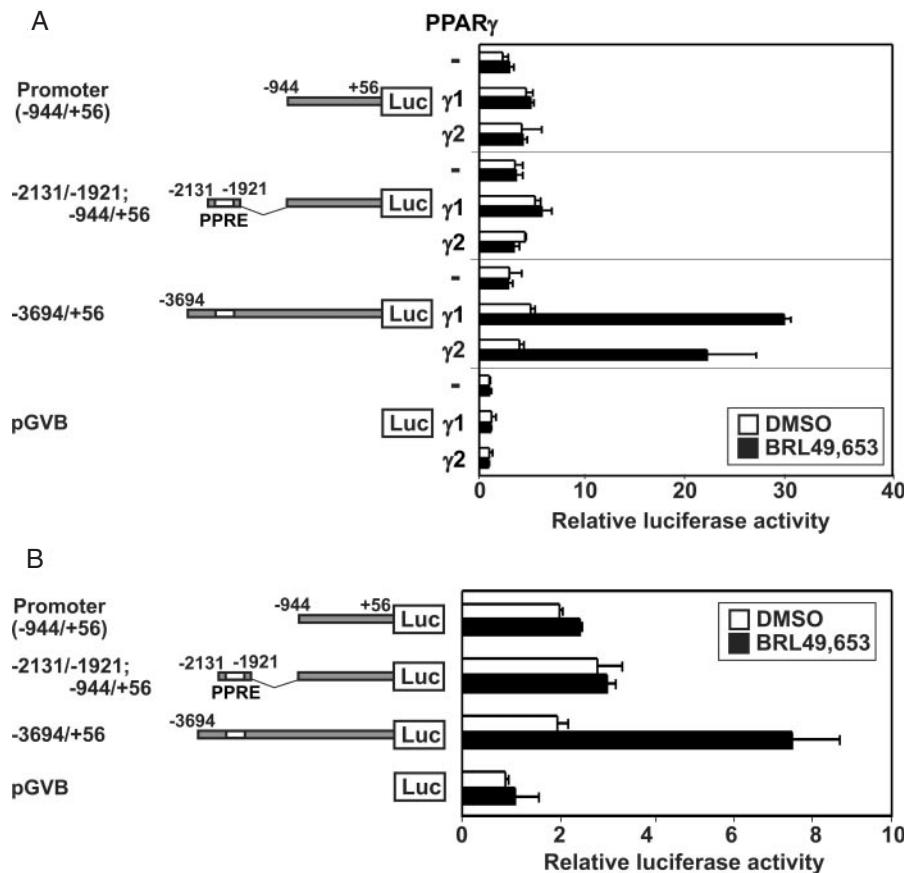 A
PPARγ
Promoter
(-944/+56)
-944 +56
Luc
-
γ1
γ2
-2131/-1921;
-944/+56
-2131 -1921
PPRE
Luc
-
γ1
γ2
-3694/+56
-3694
Luc
-
γ1
γ2
pGVB
Luc
-
γ1
γ2
DMSO
BRL49,653
0 10 20 30 40
Relative luciferase activity
B
Promoter
(-944/+56)
-944 +56
Luc
-2131/-1921;
-944/+56
-2131 -1921
PPRE
Luc
-3694/+56
-3694
Luc
pGVB
Luc
DMSO
BRL49,653
0 2 4 6 8 10
Relative luciferase activity